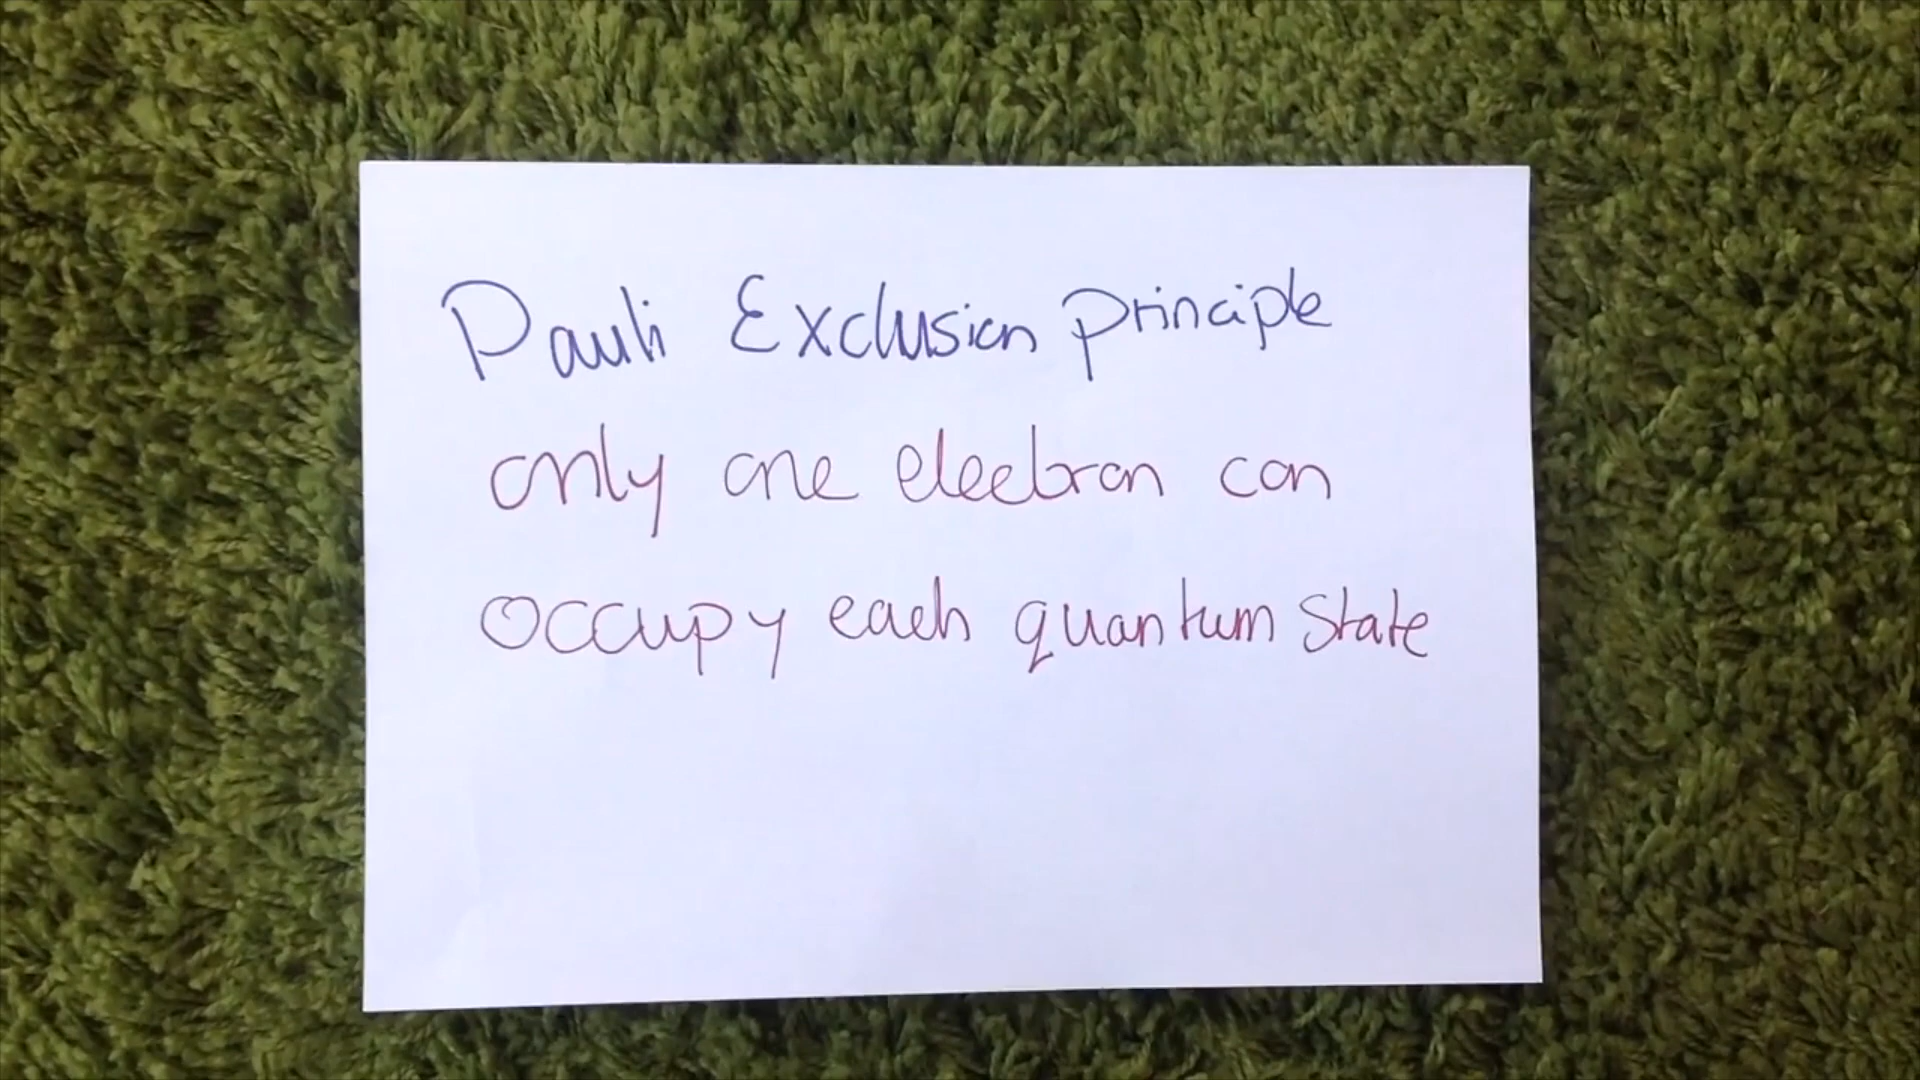 Pauli Exclusion principle
only one electron can
occupy each quantum state